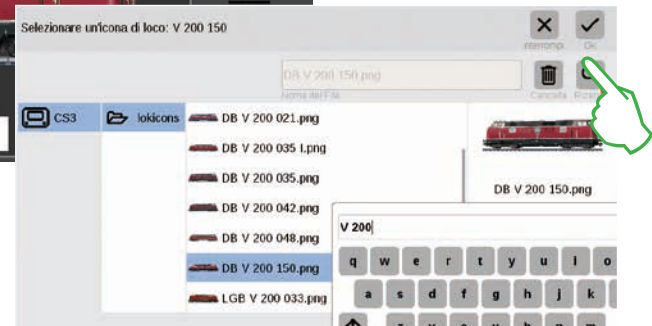 Selezionare un'icona di loco: V 200 150
Interrompi Ok
DB V 200 150.png
Nome del File
Cancella
CS3
lokicons
DB V 200 021.png
DB V 200 035 I.png
DB V 200 035.png
DB V 200 042.png
DB V 200 048.png
DB V 200 150.png
LGB V 200 033.png
DB V 200 150.png
V 200
q w e r t y u i o
a s d f g h j k